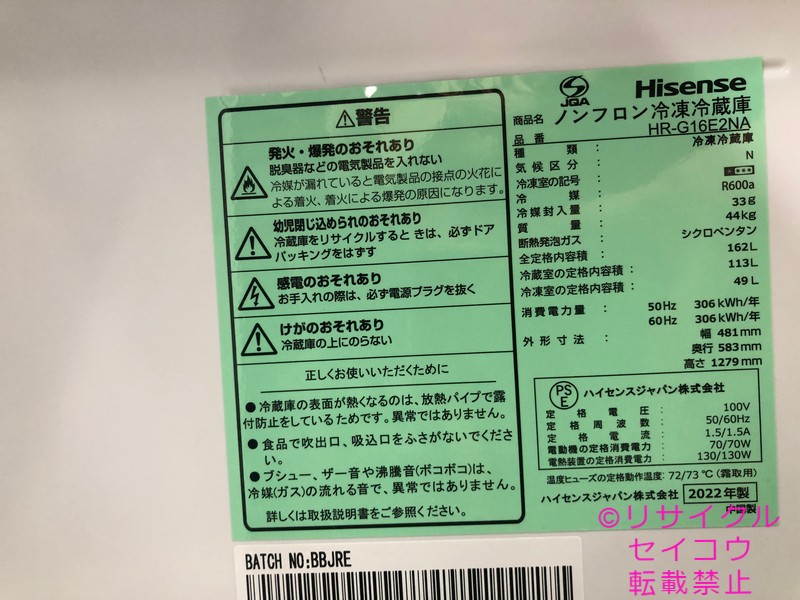 警告
発火・爆発のおそれあり
脱臭器などの電気製品を入れない
冷媒が漏れていると電気製品の接点の火花に
よる着火、着火による爆発の原因になります。
幼児閉じ込められのおそれあり
冷蔵庫をリサイクルすると きは、必ずドア
パッキングをはずす
感電のおそれあり
お手入れの際は、必ず電源プラグを抜く
けがのおそれあり
冷蔵庫の上にのらない
正しくお使いいただくために
●冷蔵庫の表面が熱くなるのは、放熱パイプで露
付防止をしているためです。異常ではありません。
●食品で吹出口、吸込口をふさがないでくださ
い。
●プシュー、ザー音や沸騰音(ポコポコ)は、
冷媒(ガス)の流れる音で、異常ではありません。
詳しくは取扱説明書をご参照ください。
JQA
Hisense
商品名 ノンフロン冷凍冷蔵庫
品番 HR-G16E2NA
種類: 冷凍冷蔵庫
気候区分: N
冷凍室の記号:
冷媒: R600a
冷媒封入量: 33g
質量: 44kg
断熱発泡ガス: シクロペンタン
全定格内容積: 162L
冷蔵室の定格内容積: 113L
冷凍室の定格内容積: 49L
消費電力量: 50Hz 306kWh/年
60Hz 306kWh/年
外形寸法: 幅 481mm
奥行 583mm
高さ 1279mm
PSE ハイセンスジャパン株式会社
定格電圧: 100V
定格周波数: 50/60Hz
定格電流: 1.5/1.5A
電動機の定格消費電力: 70/70W
電熱装置の定格消費電力: 130/130W
温度ヒューズの定格動作温度: 72/73℃(霜取用)
ハイセンスジャパン株式会社 2022年製
中国製
BATCH NO:BBJRE
©リサイクル
セイコウ
転載禁止